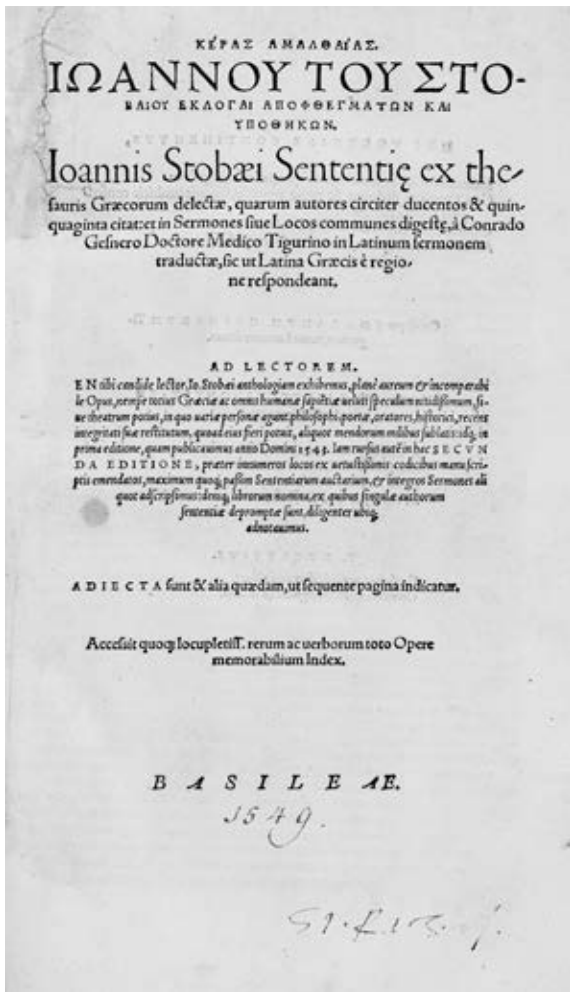 ΚΕΡΑΣ ΑΜΑΛΘΑΙΑΣ.
ΙΩΑΝΝΟΥ ΤΟΥ ΣΤΟ-
ΒΑΙΟΥ ΕΚΛΟΓΑΙ ΑΠΟΦΘΕΓΜΑΤΩΝ ΚΑΙ
ΥΠΟΘΗΚΩΝ.
Ioannis Stobæi Sententię ex the-
ſauris Græcorum delectæ, quarum autores circiter ducentos & quin-
quaginta citat: et in Sermones ſiue Locos communes digeſtę, à Conrado
Geſnero Doctore Medico Tigurino in Latinum ſermonem
traductæ, ſic ut Latina Græcis è regio-
ne reſpondeant.
AD LECTOREM.
EN tibi candide lector, Io. Stobæi anthologiam exhibemus, planè aureum & incomparabi
le Opus, nempe totius Græciæ ac omnis humanæ ſapiẽtiæ ueluti ſpeculum nitidißimum, ſi-
ue theatrum potius, in quo uariæ perſonæ agunt: philoſophi, poetæ, oratores, hiſtorici, recens
integritati ſuæ reſtitutum, quoad eius fieri potuit, aliquot mendorum milibus ſublatis: idq́; in
prima editione, quam publicauimus anno Domini 1543. Iam rurſus autẽ in hac SECVN
DA EDITIONE, præter innumeros locos ex uetuſtißimis codicibus manu ſcri-
ptis emendatos, maximum quoq; paßim Sententiarum auctarium, & integros Sermones ali
quot adſcripſimus: deniq; librorum nomina, ex quibus ſingulæ authorum
ſententiæ depromptæ ſunt, diligenter ubiq;
adnotauimus.
ADIECTA ſunt & alia quædam, ut ſequente pagina indicatur.
Acceſsit quoq; locupletiſſ. rerum ac uerborum toto Opere
memorabilium Index.
BASILEAE.
1549.